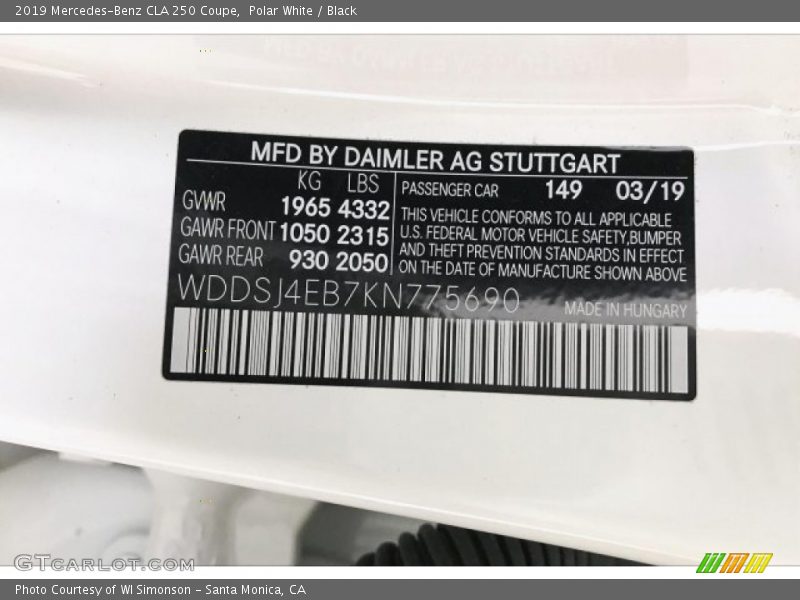 2019 Mercedes-Benz CLA 250 Coupe,  Polar White / Black
MFD BY DAIMLER AG STUTTGART
KG LBS
GVWR 1965 4332
GAWR FRONT 1050 2315
GAWR REAR 930 2050
PASSENGER CAR 149 03/19
THIS VEHICLE CONFORMS TO ALL APPLICABLE
U.S. FEDERAL MOTOR VEHICLE SAFETY,BUMPER
AND THEFT PREVENTION STANDARDS IN EFFECT
ON THE DATE OF MANUFACTURE SHOWN ABOVE
WDDSJ4EB7KN775690
MADE IN HUNGARY
GTcarlot.com
Photo Courtesy of WI Simonson - Santa Monica, CA